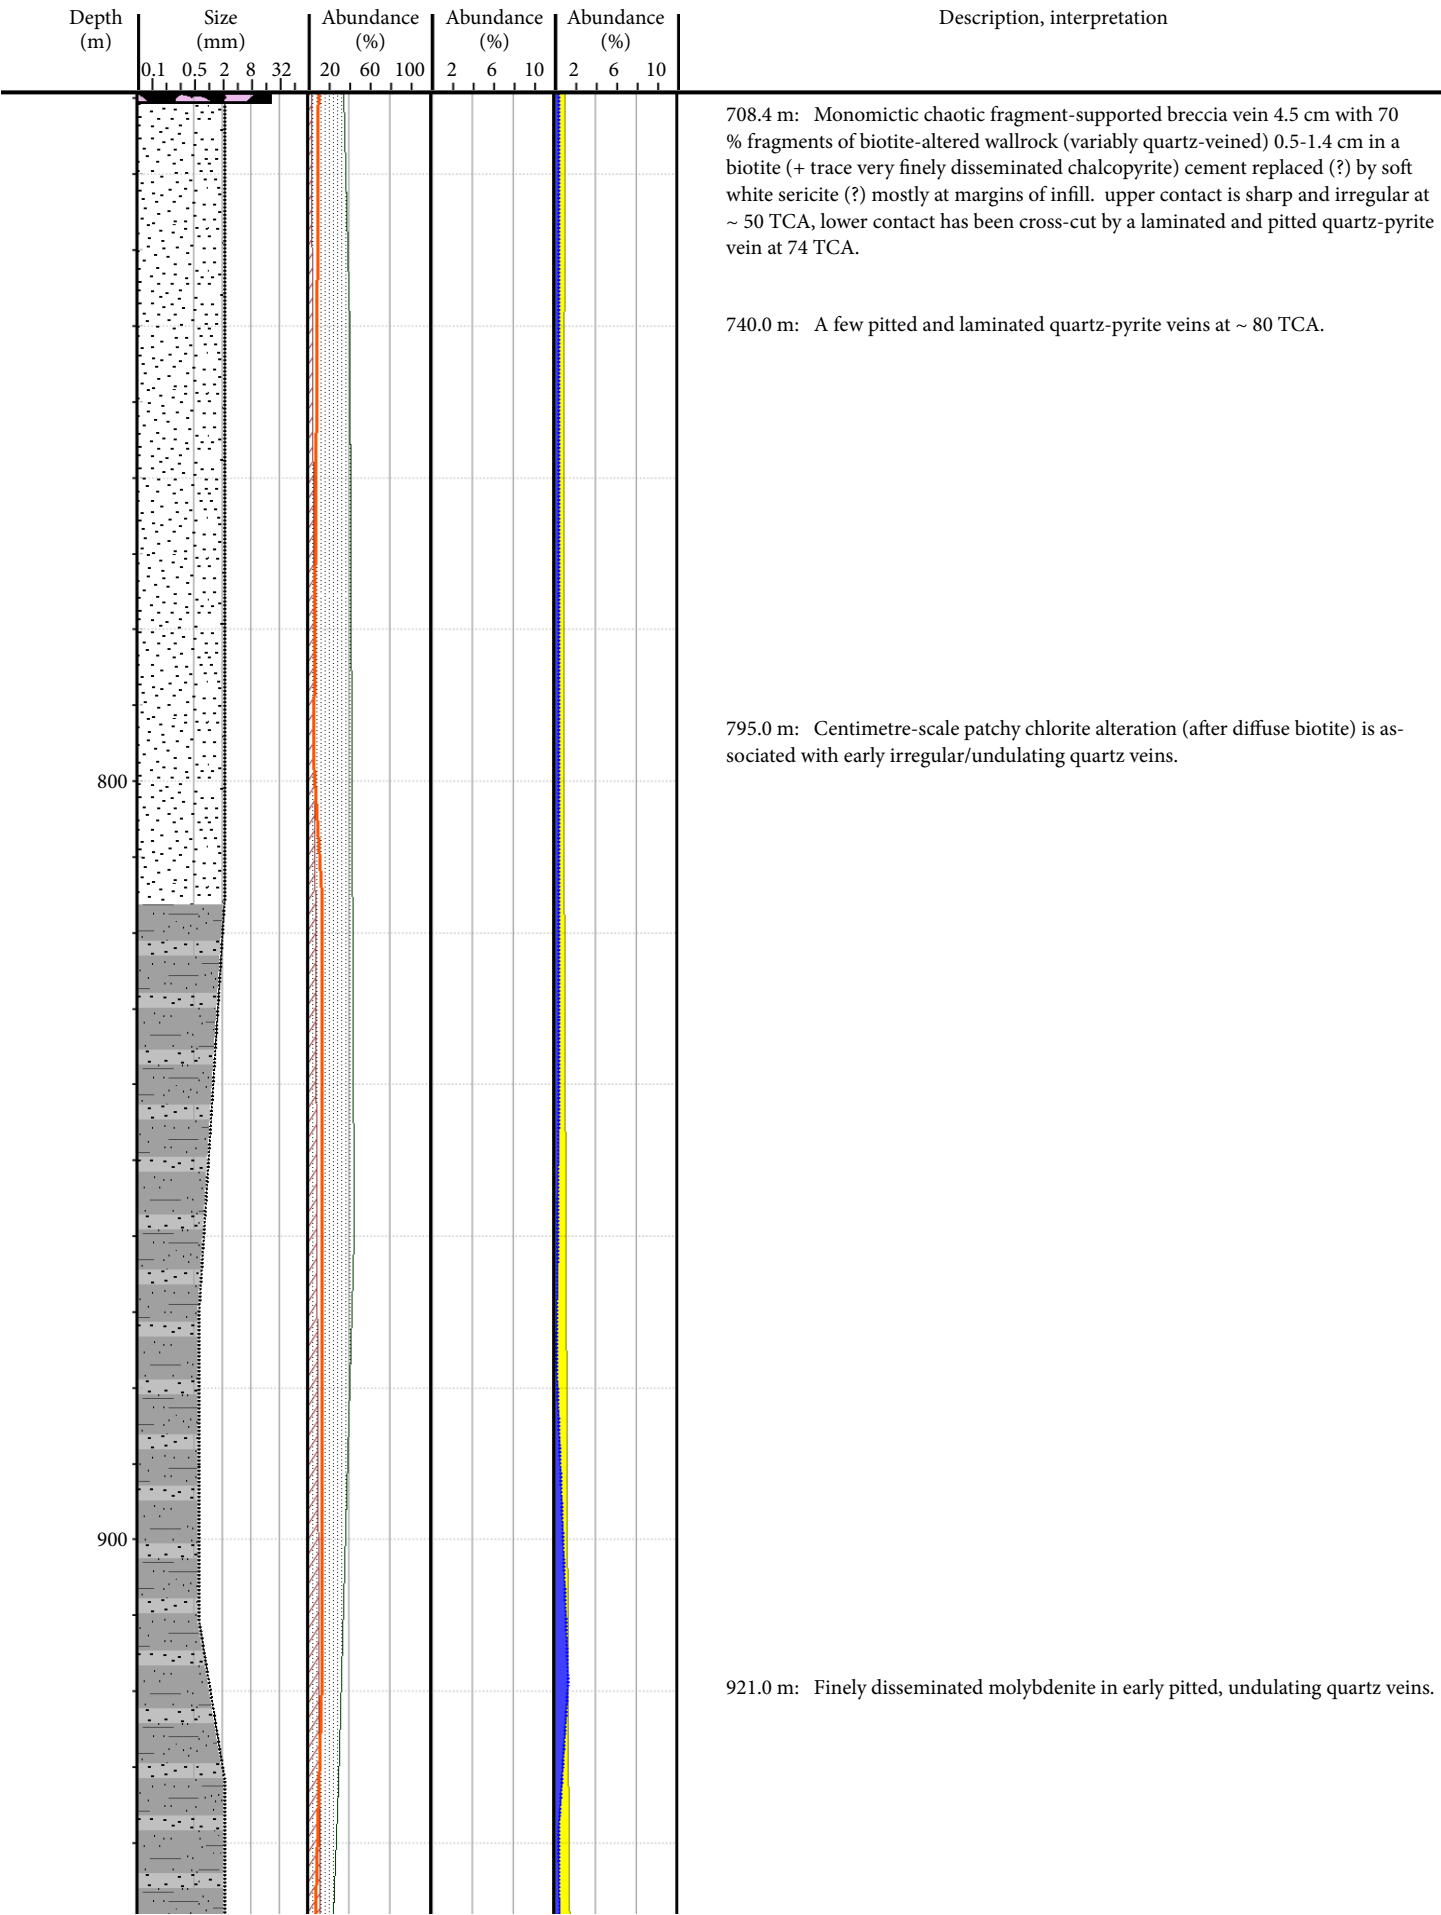 Depth
(m)
Size
(mm)
0.1 0.5 2 8 32
Abundance
(%)
20 60 100
Abundance
(%)
2 6 10
Abundance
(%)
2 6 10
Description, interpretation
708.4 m: Monomictic chaotic fragment-supported breccia vein 4.5 cm with 70
% fragments of biotite-altered wallrock (variably quartz-veined) 0.5-1.4 cm in a
biotite (+ trace very finely disseminated chalcopyrite) cement replaced (?) by soft
white sericite (?) mostly at margins of infill. upper contact is sharp and irregular at
~ 50 TCA, lower contact has been cross-cut by a laminated and pitted quartz-pyrite
vein at 74 TCA.
740.0 m: A few pitted and laminated quartz-pyrite veins at ~ 80 TCA.
795.0 m: Centimetre-scale patchy chlorite alteration (after diffuse biotite) is as-
sociated with early irregular/undulating quartz veins.
800
900
921.0 m: Finely disseminated molybdenite in early pitted, undulating quartz veins.